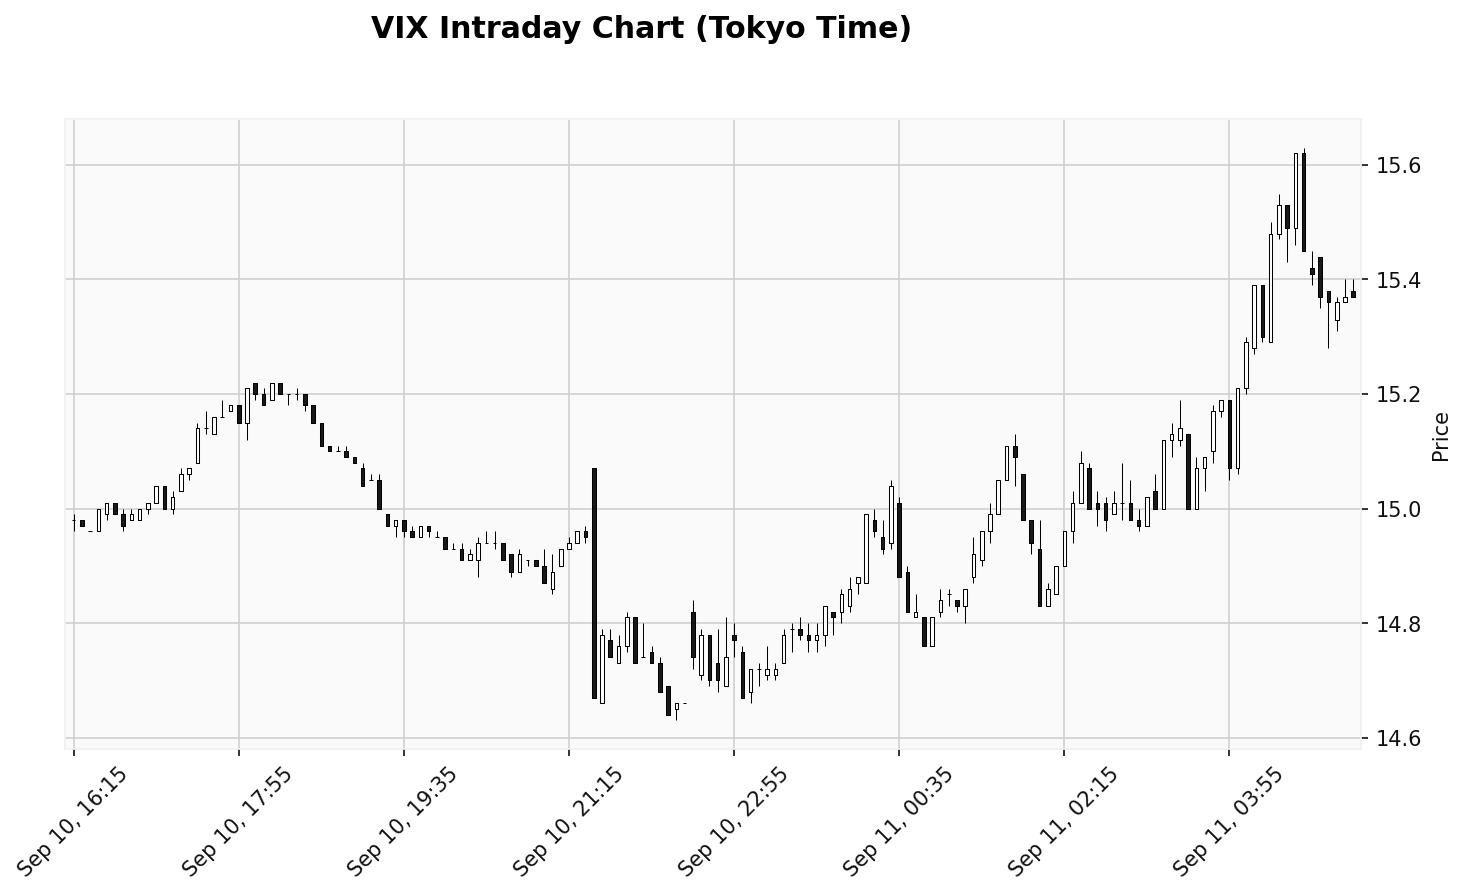 VIX Intraday Chart (Tokyo Time)
15.6
15.4
15.2
15.0
14.8
14.6
Price
Sep 10, 16:15
Sep 10, 17:55
Sep 10, 19:35
Sep 10, 21:15
Sep 10, 22:55
Sep 11, 00:35
Sep 11, 02:15
Sep 11, 03:55